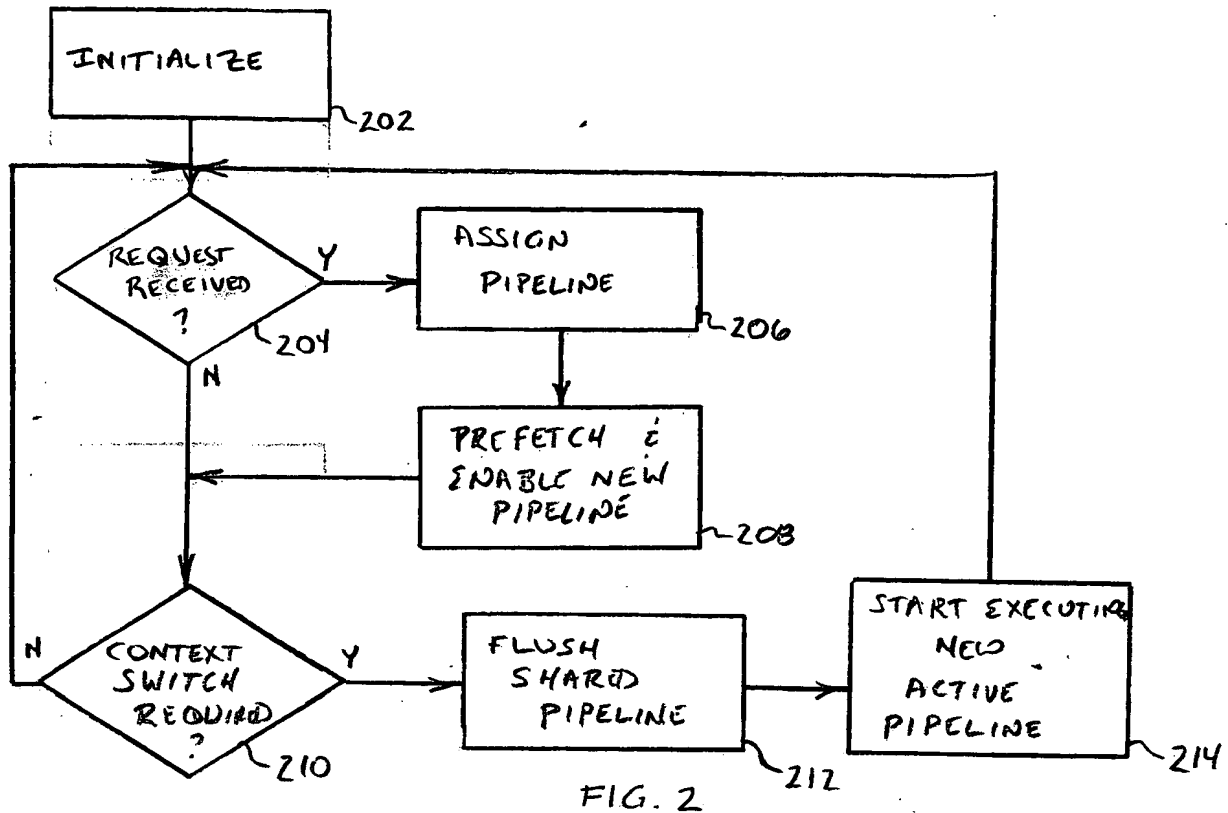 INITIALIZE
202
REQUEST
RECEIVED
?
204
Y
N
ASSIGN
PIPELINE
206
PREFETCH &
ENABLE NEW
PIPELINE
208
CONTEXT
SWITCH
REQUIRED
?
210
N
Y
FLUSH
SHARED
PIPELINE
212
START EXECUTING
NEW
ACTIVE
PIPELINE
214
FIG. 2